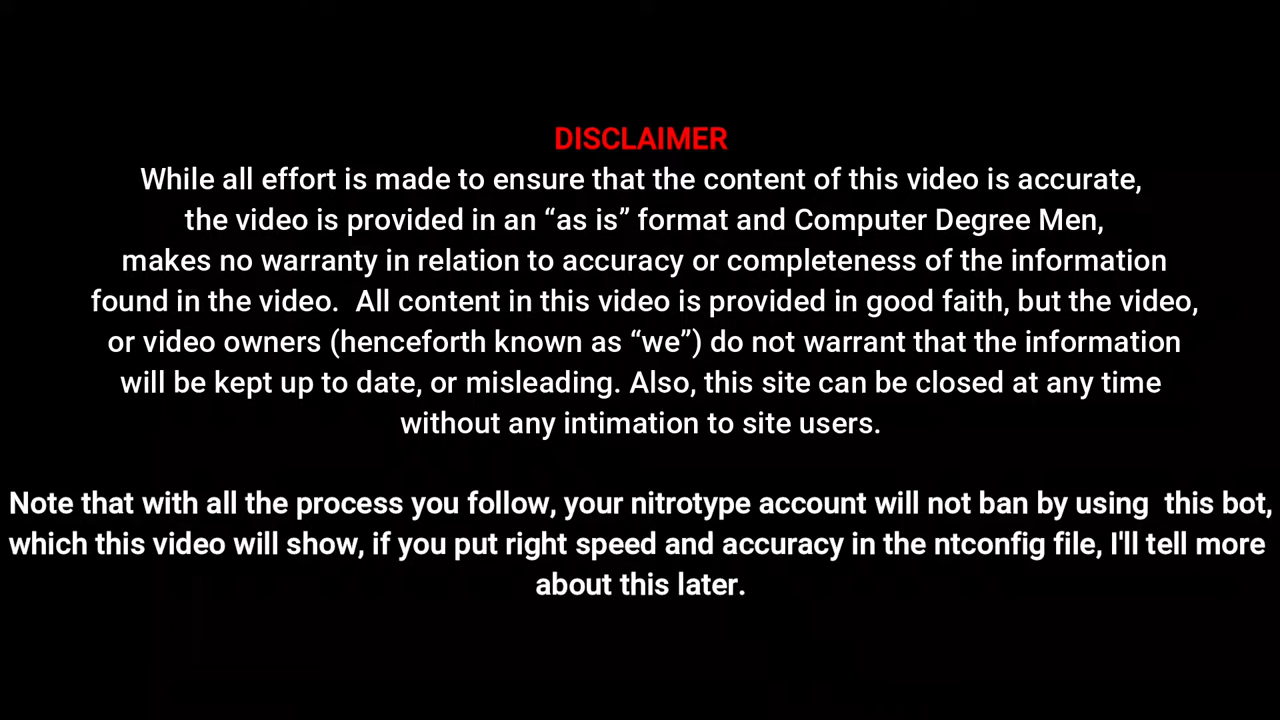 DISCLAIMER
While all effort is made to ensure that the content of this video is accurate,
the video is provided in an “as is” format and Computer Degree Men,
makes no warranty in relation to accuracy or completeness of the information
found in the video.  All content in this video is provided in good faith, but the video,
or video owners (henceforth known as “we”) do not warrant that the information
will be kept up to date, or misleading. Also, this site can be closed at any time
without any intimation to site users.
Note that with all the process you follow, your nitrotype account will not ban by using  this bot,
which this video will show, if you put right speed and accuracy in the ntconfig file, I'll tell more
about this later.